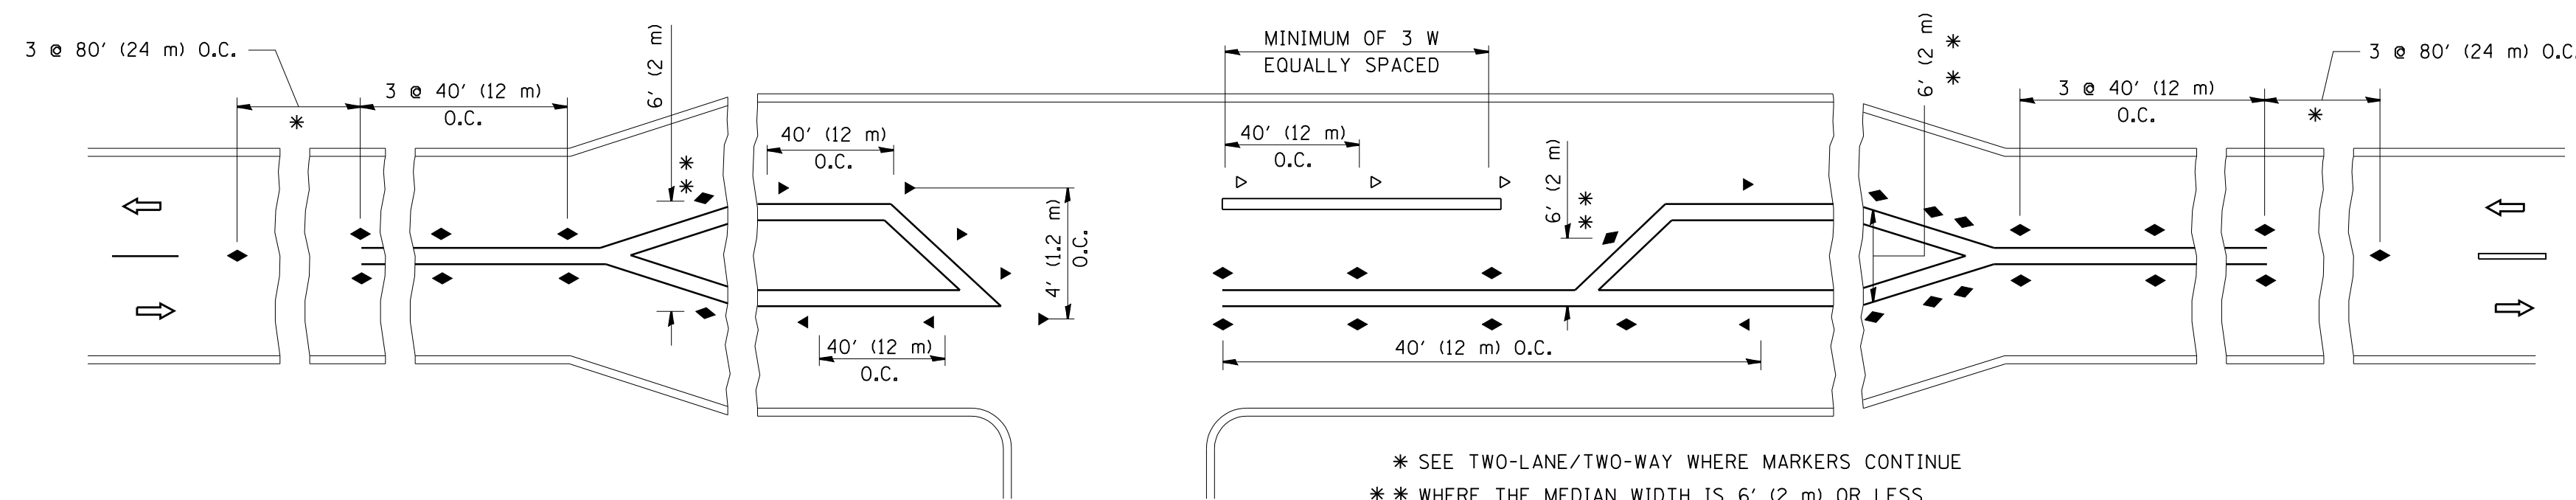 3 @ 80' (24 m) O.C.
3 @ 40' (12 m)
O.C.
*
6' (2 m)
* *
40' (12 m)
O.C.
40' (12 m)
O.C.
4' (1.2 m)
O.C.
MINIMUM OF 3 W
EQUALLY SPACED
40' (12 m)
O.C.
6' (2 m)
* *
40' (12 m) O.C.
6' (2 m)
* *
3 @ 40' (12 m)
O.C.
3 @ 80' (24 m) O.C.
*
* SEE TWO-LANE/TWO-WAY WHERE MARKERS CONTINUE
* * WHERE THE MEDIAN WIDTH IS 6' (2 m) OR LESS